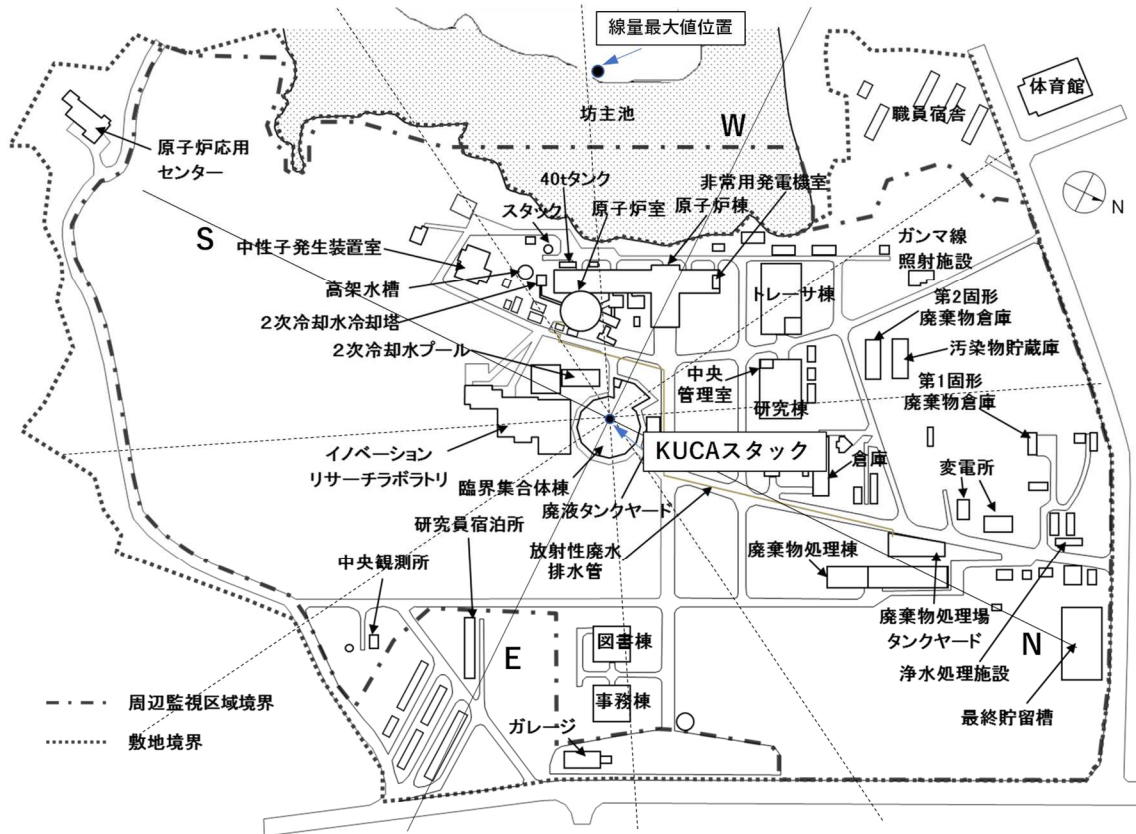 線量最大値位置
体育館
職員宿舎
坊主池
W
原子炉応用
センター
40tタンク
非常用発電機室
スタック
原子炉室
原子炉棟
N
S
中性子発生装置室
ガンマ線
照射施設
高架水槽
トレーサ棟
第2固形
廃棄物倉庫
2次冷却水冷却塔
汚染物貯蔵庫
2次冷却水プール
中央
管理室
第1固形
廃棄物倉庫
研究棟
KUCAスタック
イノベーション
リサーチラボラトリ
臨界集合体棟
倉庫
変電所
廃液タンクヤード
研究員宿泊所
放射性廃水
排水管
廃棄物処理棟
中央観測所
廃棄物処理場
タンクヤード
N
E
図書棟
浄水処理施設
周辺監視区域境界
事務棟
最終貯留槽
敷地境界
ガレージ